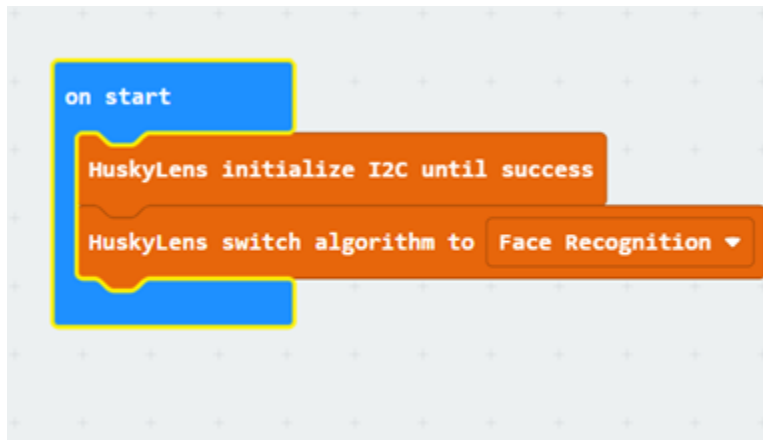 on start
HuskyLens initialize I2C until success
HuskyLens switch algorithm to Face Recognition